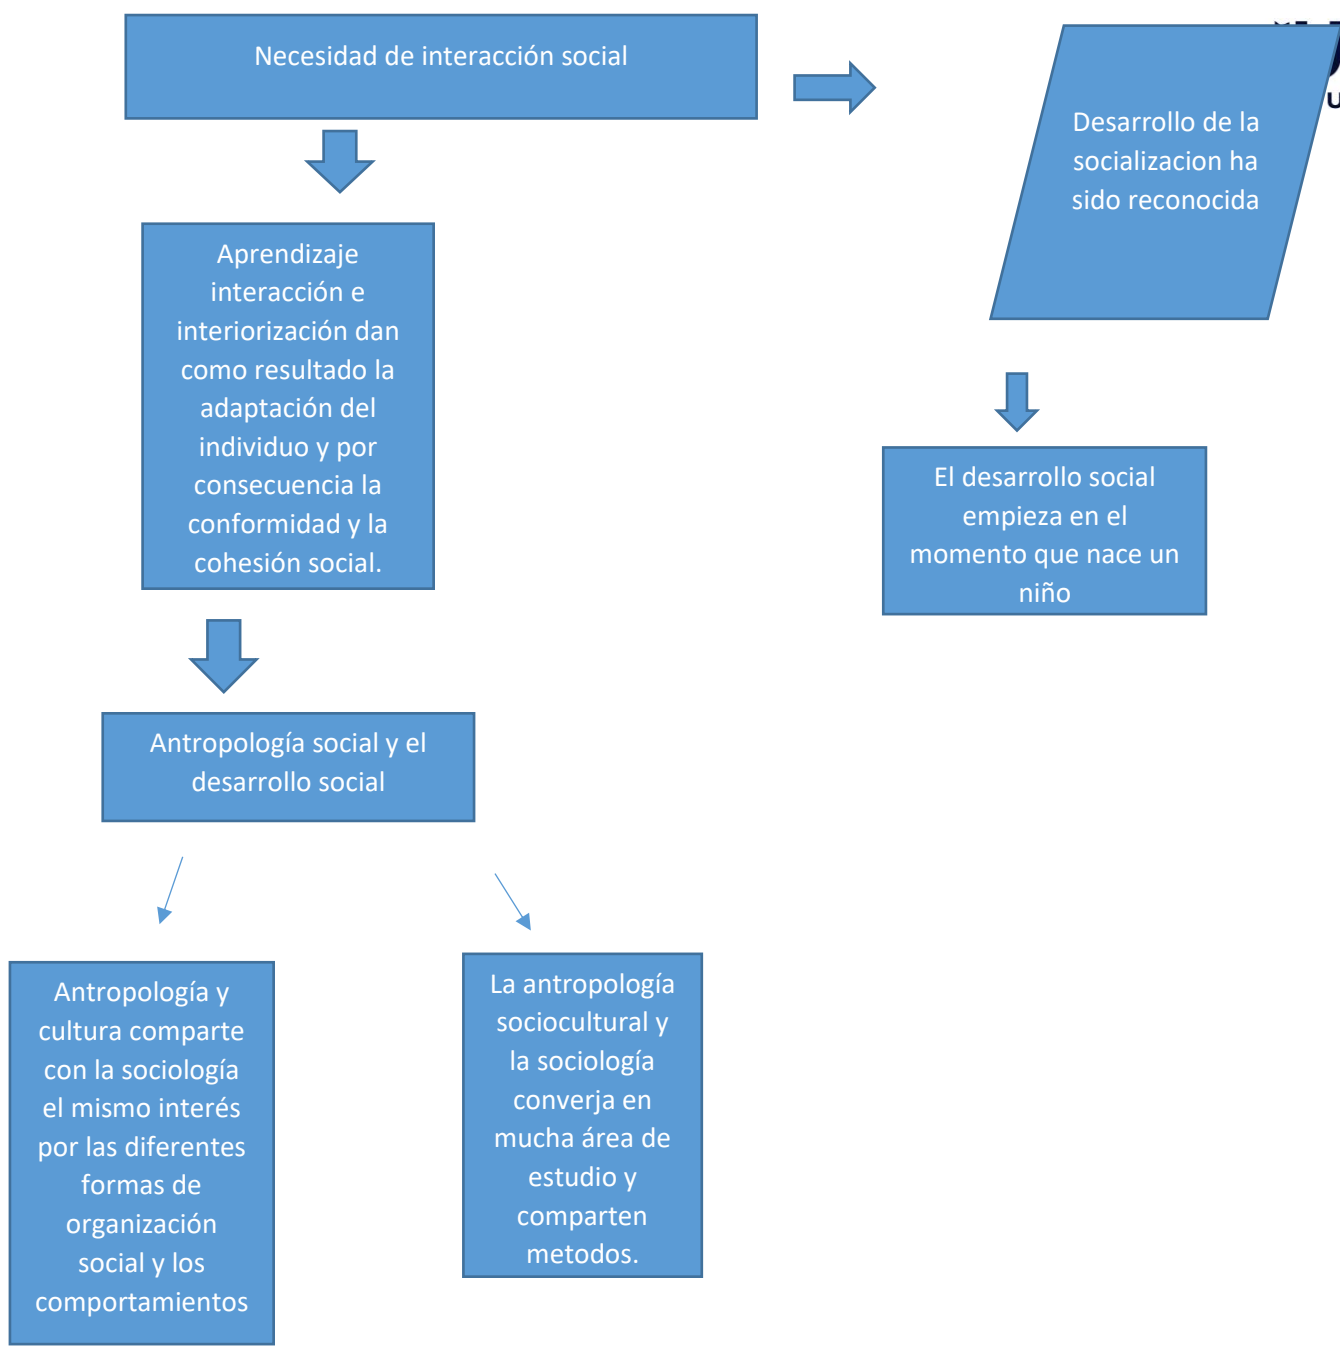 Necesidad de interacción social
Desarrollo de la
socializacion ha
sido reconocida
Aprendizaje
interacción e
interiorización dan
como resultado la
adaptación del
individuo y por
consecuencia la
conformidad y la
cohesión social.
El desarrollo social
empieza en el
momento que nace un
niño
Antropología social y el
desarrollo social
Antropología y
cultura comparte
con la sociología
el mismo interés
por las diferentes
formas de
organización
social y los
comportamientos
La antropología
sociocultural y
la sociología
converja en
mucha área de
estudio y
comparten
metodos.